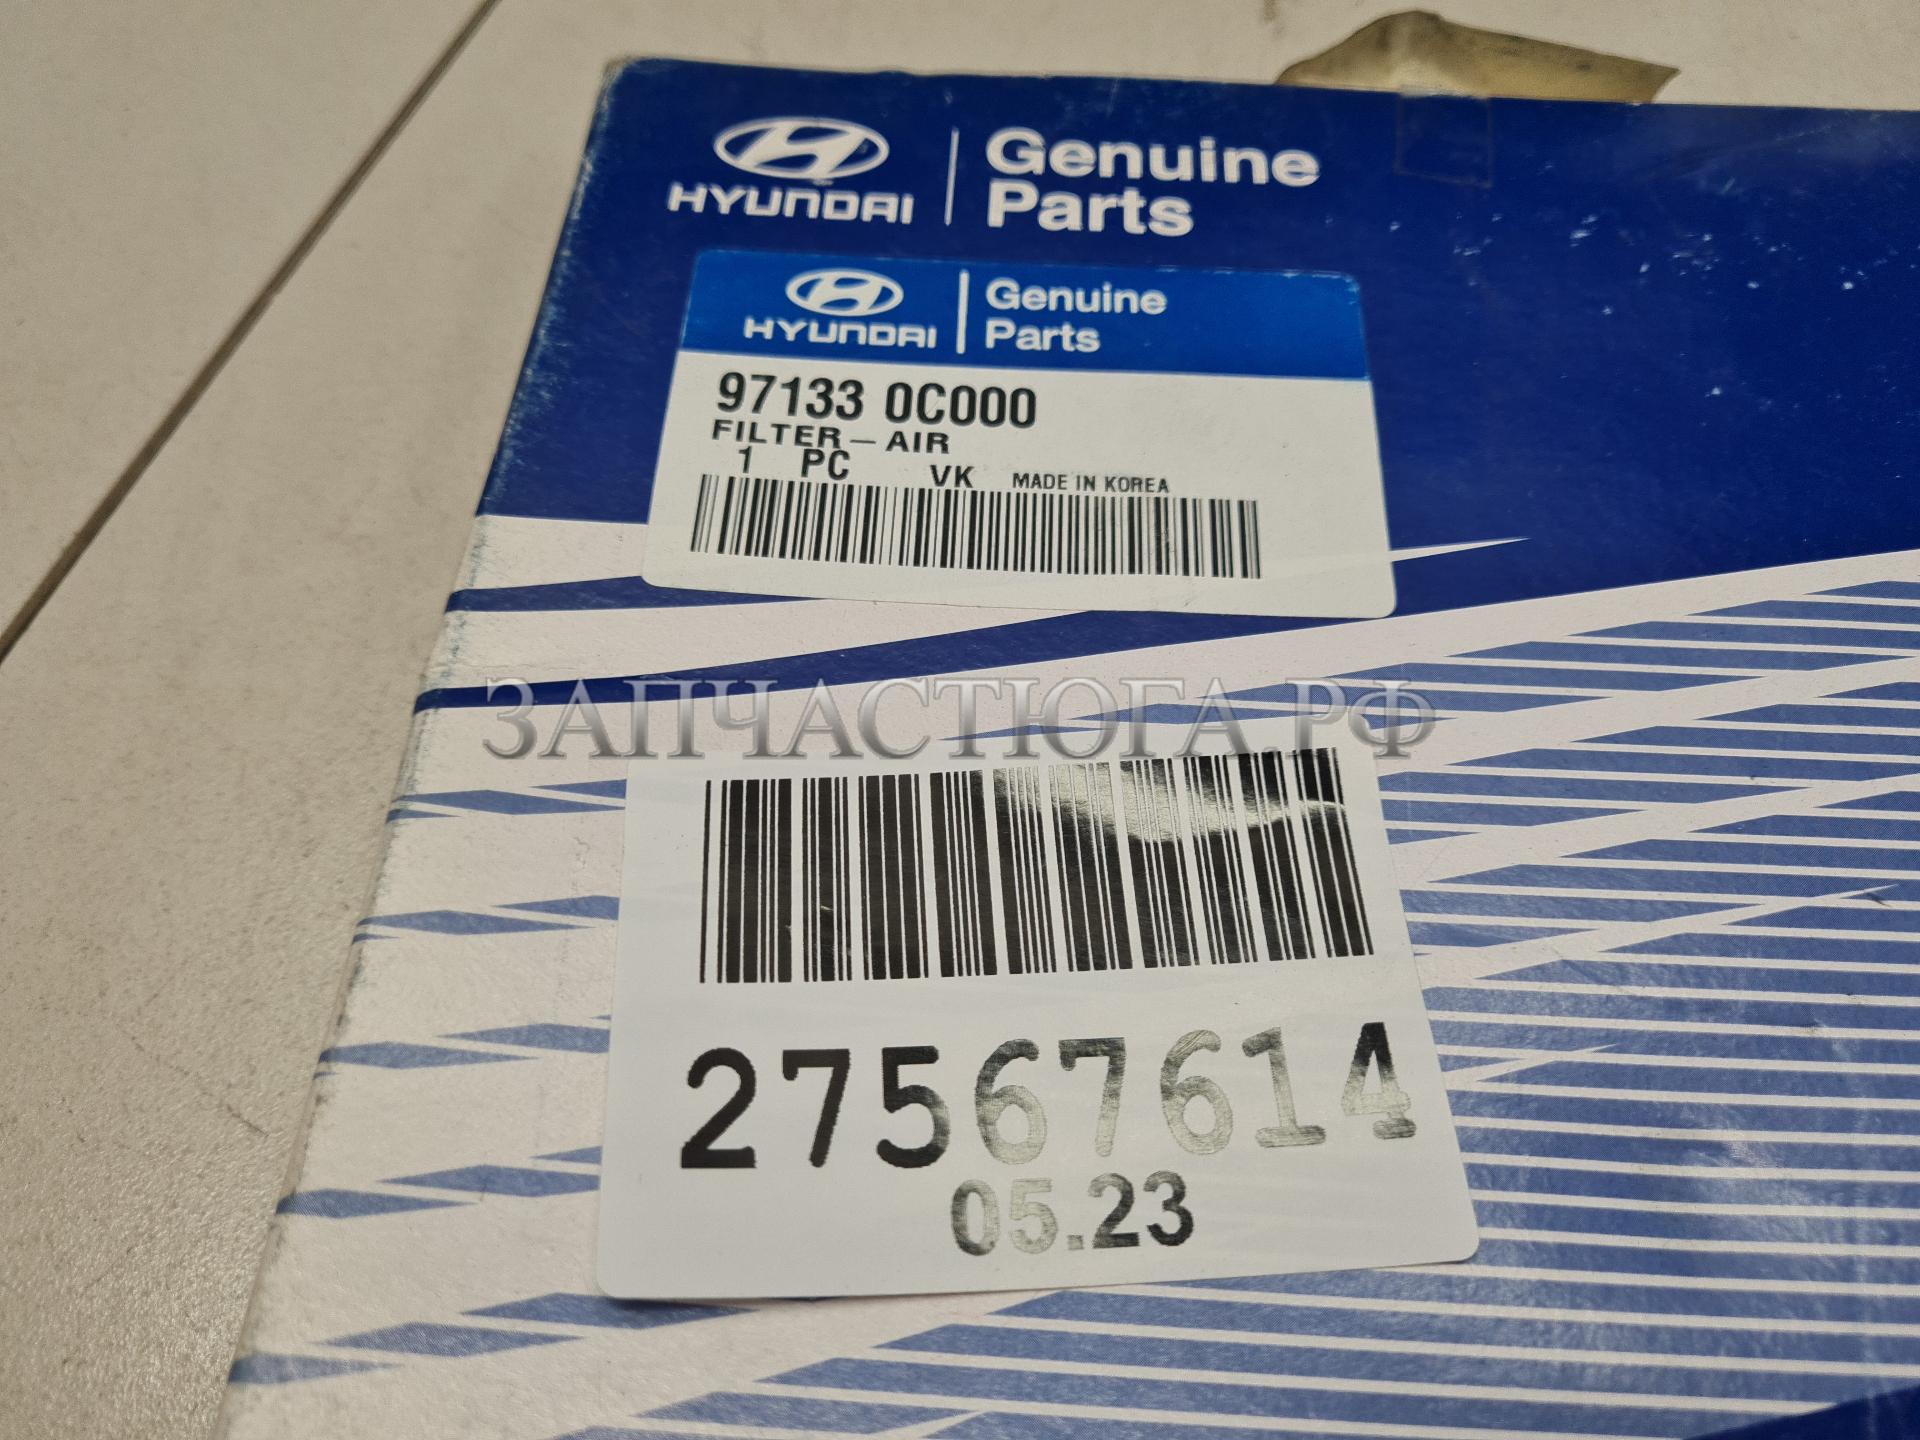 HYUNDAI
Genuine
Parts
HYUNDAI
Genuine
Parts
97133 0C000
FILTER-AIR
1 PC VK MADE IN KOREA
ЗАПЧАСТЮГА.РФ
27567614
05.23